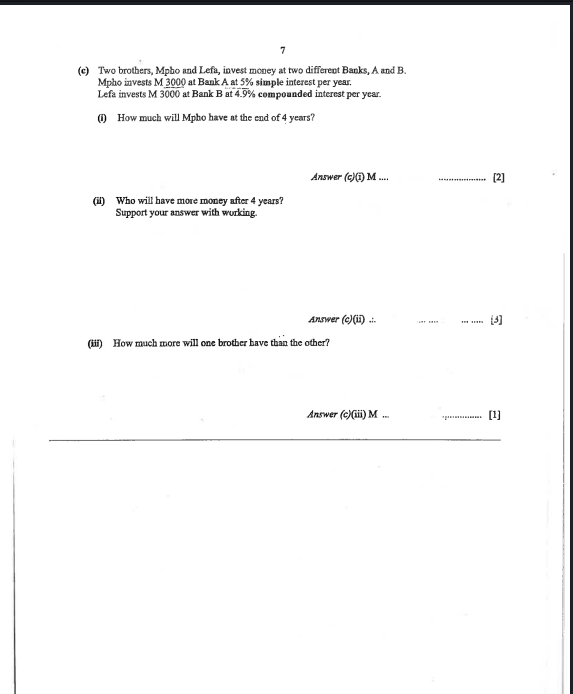 7
(c) Two brothers, Mpho and Lefa, invest money at two different Banks, A and B.
Mpho invests M 3000 at Bank A at 5% simple interest per year.
Lefa invests M 3000 at Bank B at 4.9% compounded interest per year.
(i) How much will Mpho have at the end of 4 years?
Answer (c)(i) M .... ................... [2]
(ii) Who will have more money after 4 years?
Support your answer with working.
Answer (c)(ii) ... ... .... ... ..... [3]
(iii) How much more will one brother have than the other?
Answer (c)(iii) M ... ............... [1]